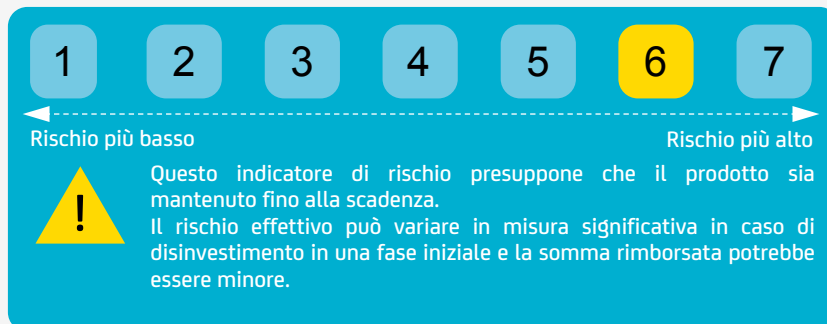 1 2 3 4 5 6 7
Rischio più basso Rischio più alto
!
Questo indicatore di rischio presuppone che il prodotto sia
mantenuto fino alla scadenza.
Il rischio effettivo può variare in misura significativa in caso di
disinvestimento in una fase iniziale e la somma rimborsata potrebbe
essere minore.